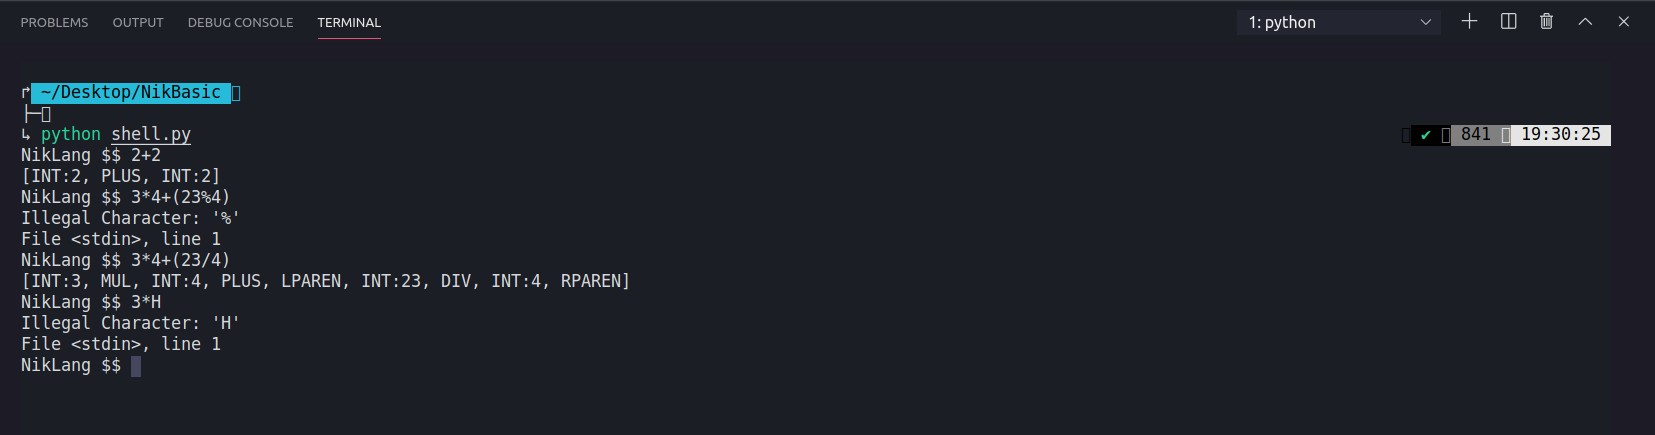 PROBLEMS OUTPUT DEBUG CONSOLE TERMINAL 1: python
~/Desktop/NikBasic
python shell.py ✔ 841 19:30:25
NikLang $$ 2+2
[INT:2, PLUS, INT:2]
NikLang $$ 3*4+(23%4)
Illegal Character: '%'
File <stdin>, line 1
NikLang $$ 3*4+(23/4)
[INT:3, MUL, INT:4, PLUS, LPAREN, INT:23, DIV, INT:4, RPAREN]
NikLang $$ 3*H
Illegal Character: 'H'
File <stdin>, line 1
NikLang $$